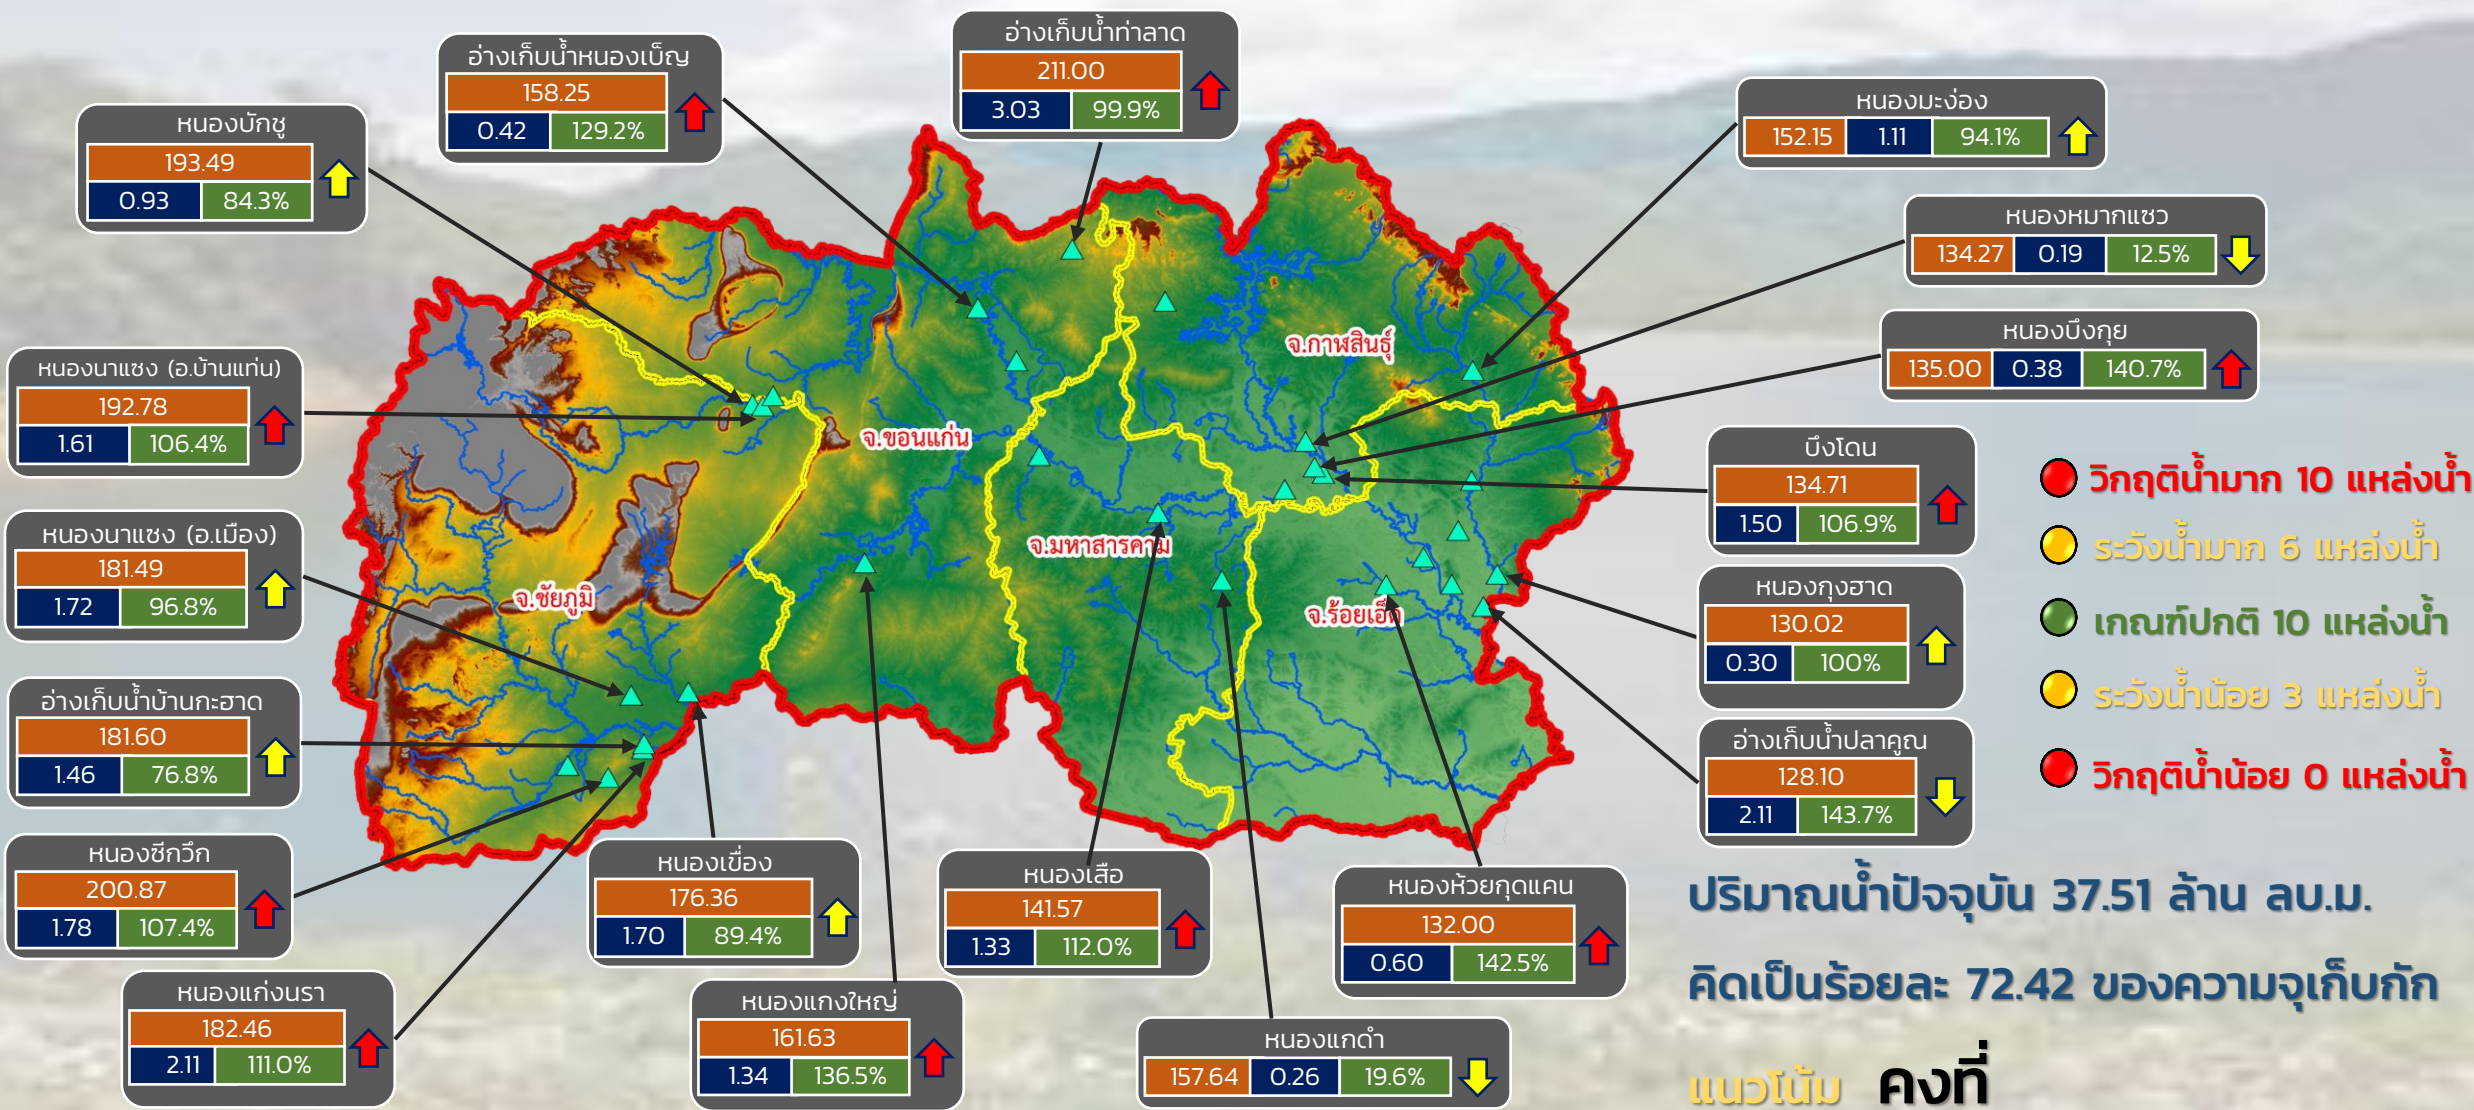 อ่างเก็บน้ำท่าลาด
211.00
3.03 99.9%
อ่างเก็บน้ำหนองเบ็ญ
158.25
0.42 129.2%
หนองบักชู
193.49
0.93 84.3%
หนองมะง่อง
152.15 1.11 94.1%
หนองหมากแซว
134.27 0.19 12.5%
หนองบึงกุย
135.00 0.38 140.7%
หนองนาแซง (อ.บ้านแท่น)
192.78
1.61 106.4%
บึงโดน
134.71
1.50 106.9%
หนองนาแซง (อ.เมือง)
181.49
1.72 96.8%
หนองกุงฮาด
130.02
0.30 100%
อ่างเก็บน้ำบ้านกะฮาด
181.60
1.46 76.8%
อ่างเก็บน้ำปลาคูณ
128.10
2.11 143.7%
หนองซีกวึก
200.87
1.78 107.4%
หนองเขื่อง
176.36
1.70 89.4%
หนองเสือ
141.57
1.33 112.0%
หนองห้วยกุดแคน
132.00
0.60 142.5%
หนองแก่งนรา
182.46
2.11 111.0%
หนองแกงใหญ่
161.63
1.34 136.5%
หนองแกดำ
157.64 0.26 19.6%
จ.กาฬสินธุ์
จ.ขอนแก่น
จ.มหาสารคาม
จ.ชัยภูมิ
จ.ร้อยเอ็ด
วิกฤติน้ำมาก 10 แหล่งน้ำ
ระวังน้ำมาก 6 แหล่งน้ำ
เกณฑ์ปกติ 10 แหล่งน้ำ
ระวังน้ำน้อย 3 แหล่งน้ำ
วิกฤติน้ำน้อย 0 แหล่งน้ำ
ปริมาณน้ำปัจจุบัน 37.51 ล้าน ลบ.ม.
คิดเป็นร้อยละ 72.42 ของความจุเก็บกัก
แนวโน้ม คงที่